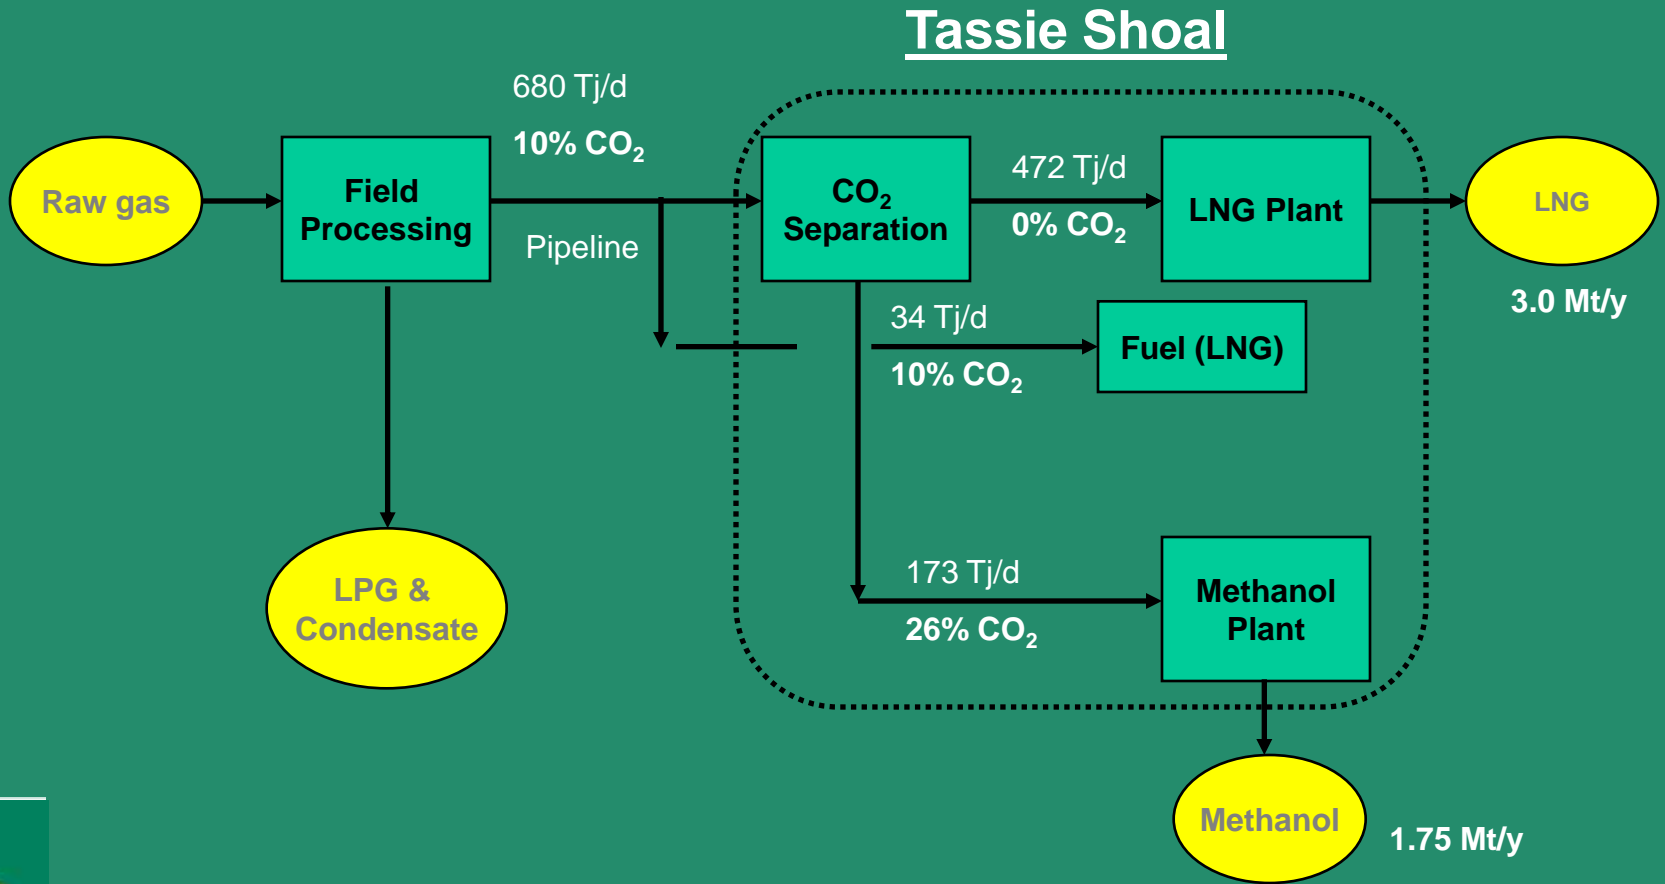 Tassie Shoal
680 Tj/d
10% CO₂
Raw gas
Field
Processing
Pipeline
CO₂
Separation
472 Tj/d
0% CO₂
LNG Plant
LNG
3.0 Mt/y
34 Tj/d
10% CO₂
Fuel (LNG)
LPG &
Condensate
173 Tj/d
26% CO₂
Methanol
Plant
Methanol
1.75 Mt/y